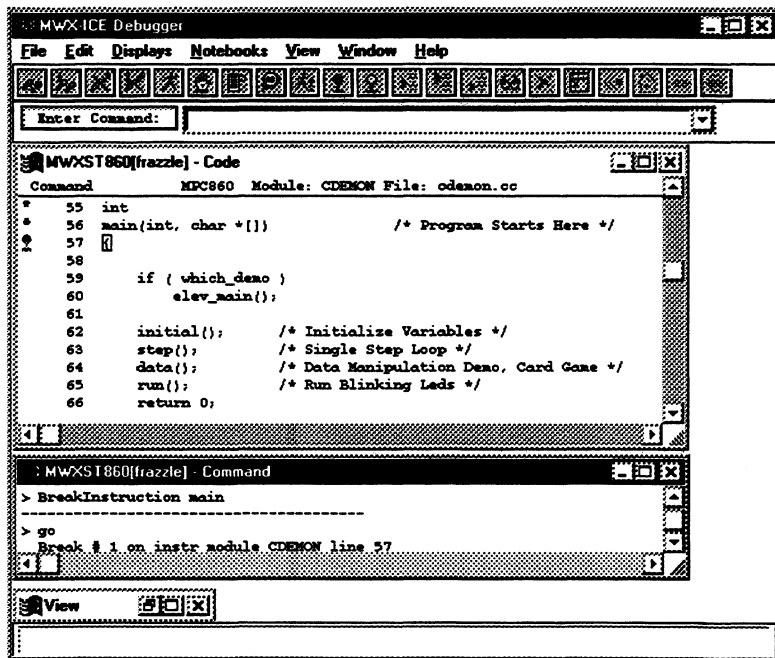 MWX-ICE Debugger
File Edit Displays Notebooks View Window Help
Enter Command:
MWXST860[frazzle] - Code
Command MPC860 Module: CDEMON File: cdemon.cc
55 int
56 main(int, char *[]) /* Program Starts Here */
57 {
58
59 if ( which_demo )
60 elev_main();
61
62 initial(); /* Initialize Variables */
63 step(); /* Single Step Loop */
64 data(); /* Data Manipulation Demo, Card Game */
65 run(); /* Run Blinking Leds */
66 return 0;
MWXST860[frazzle] - Command
> BreakInstruction main
----------------------------------------
> go
Break # 1 on instr module CDEMON line 57
View